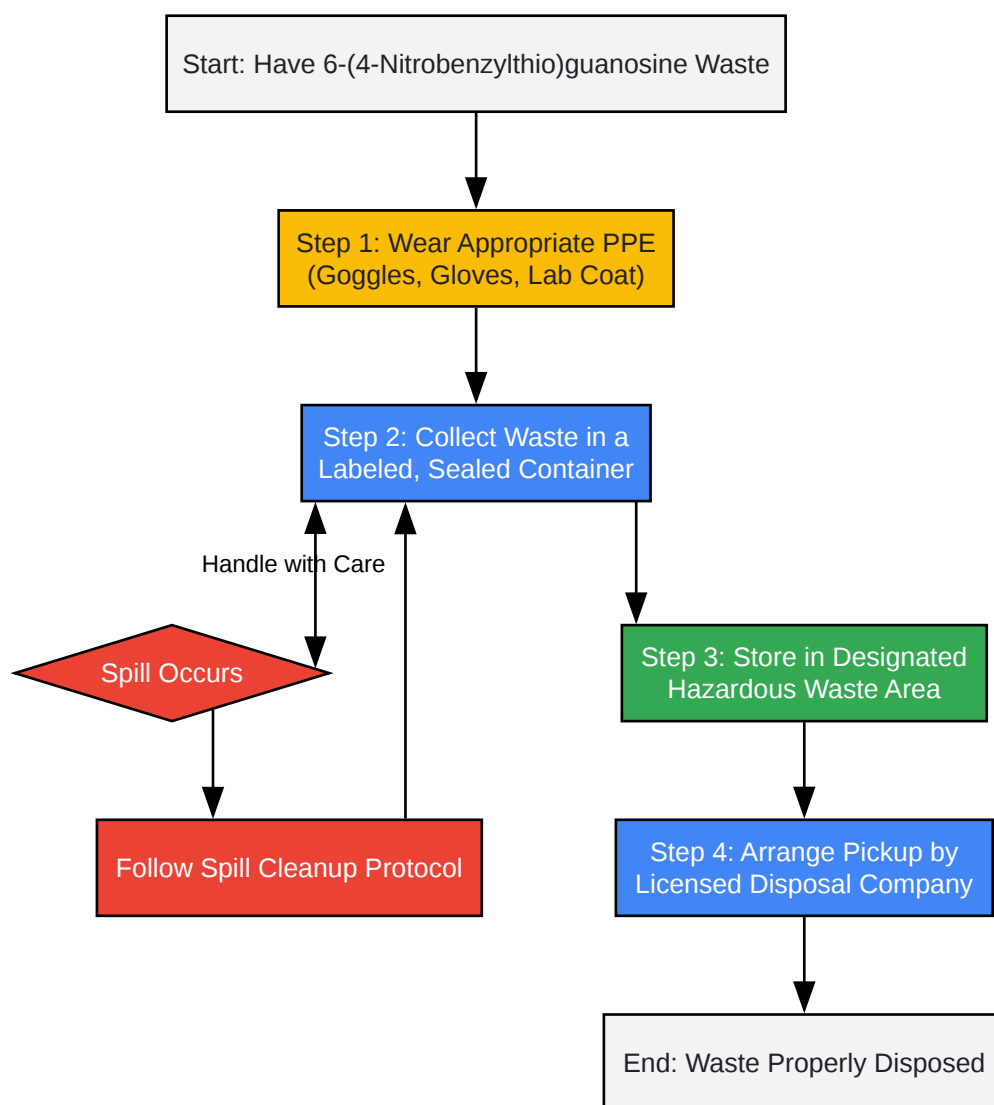 Start: Have 6-(4-Nitrobenzylthio)guanosine Waste
Step 1: Wear Appropriate PPE
(Goggles, Gloves, Lab Coat)
Step 2: Collect Waste in a
Labeled, Sealed Container
Handle with Care
Spill Occurs
Step 3: Store in Designated
Hazardous Waste Area
Follow Spill Cleanup Protocol
Step 4: Arrange Pickup by
Licensed Disposal Company
End: Waste Properly Disposed